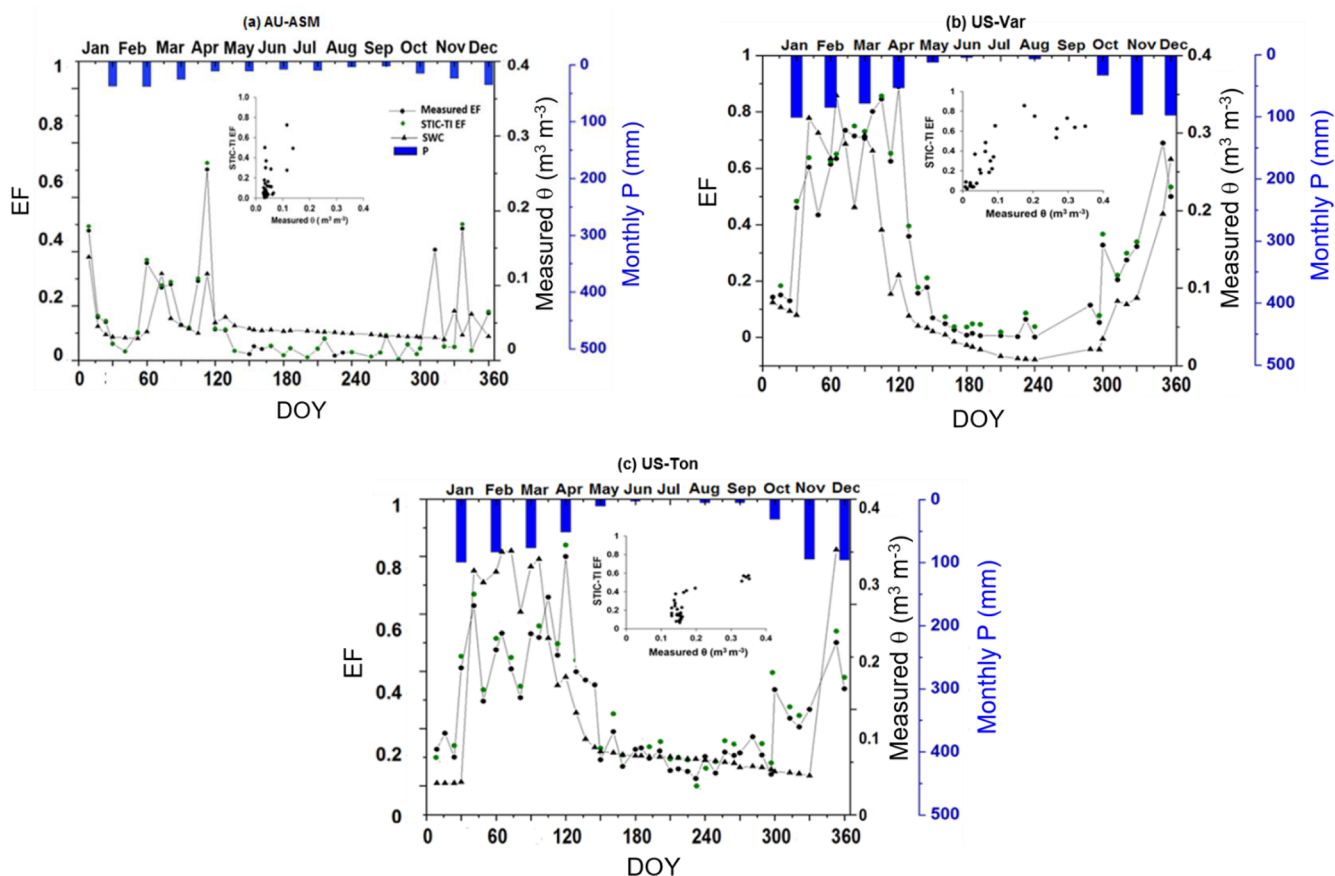 (a) AU-ASM
Jan Feb Mar Apr May Jun Jul Aug Sep Oct Nov Dec
1
0.8
0.6
0.4
0.2
0
EF
0 60 120 180 240 300 360
DOY
0.4
0.3
0.2
0.1
0
Measured θ (m³ m⁻³)
0
100
200
300
400
500
Monthly P (mm)
Measured EF
STIC-TI EF
SWC
P
1.0
0.8
0.6
0.4
0.2
0.0
STIC-TI EF
0.0 0.1 0.2 0.3 0.4
Measured θ ( m³ m⁻³)
(b) US-Var
Jan Feb Mar Apr May Jun Jul Aug Sep Oct Nov Dec
1
0.8
0.6
0.4
0.2
0
EF
0 60 120 180 240 300 360
DOY
0.4
0.3
0.2
0.1
0
Measured θ (m³ m⁻³)
0
100
200
300
400
500
Monthly P (mm)
1
0.8
0.6
0.4
0.2
0
STIC-TI EF
0 0.1 0.2 0.3 0.4
Measured θ (m³ m⁻³)
(c) US-Ton
Jan Feb Mar Apr May Jun Jul Aug Sep Oct Nov Dec
1
0.8
0.6
0.4
0.2
0
EF
0 60 120 180 240 300 360
DOY
0.4
0.3
0.2
0.1
0
Measured θ (m³ m⁻³)
0
100
200
300
400
500
Monthly P (mm)
1
0.8
0.6
0.4
0.2
0
STIC-TI EF
0 0.1 0.2 0.3 0.4
Measured θ (m³ m⁻³)